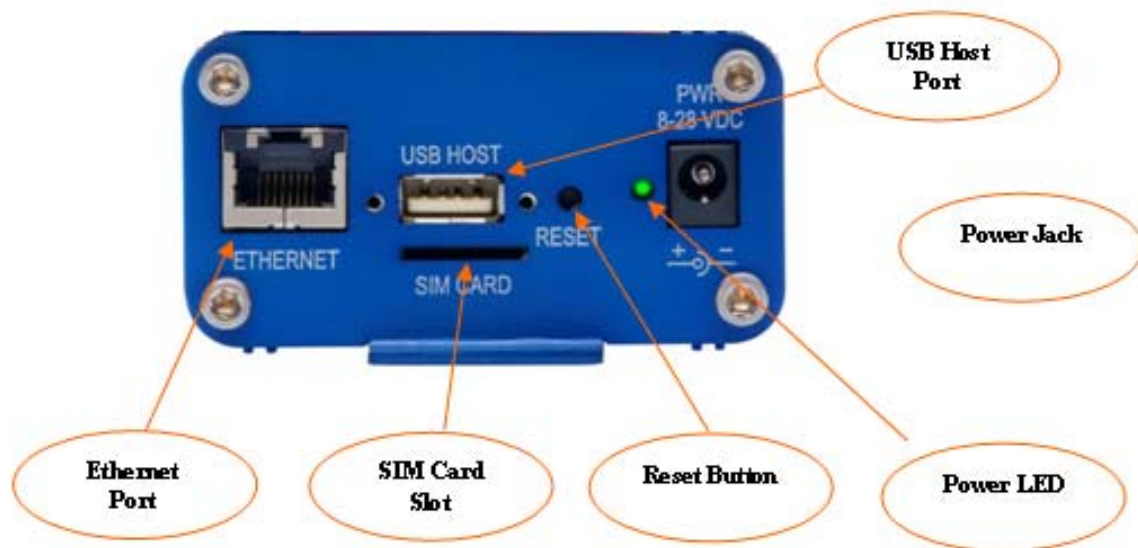 USB Host
Port
PWR
8-28 VDC
USB HOST
Power Jack
RESET
ETHERNET
+ −
SIM CARD
Ethernet
Port
SIM Card
Slot
Reset Button
Power LED